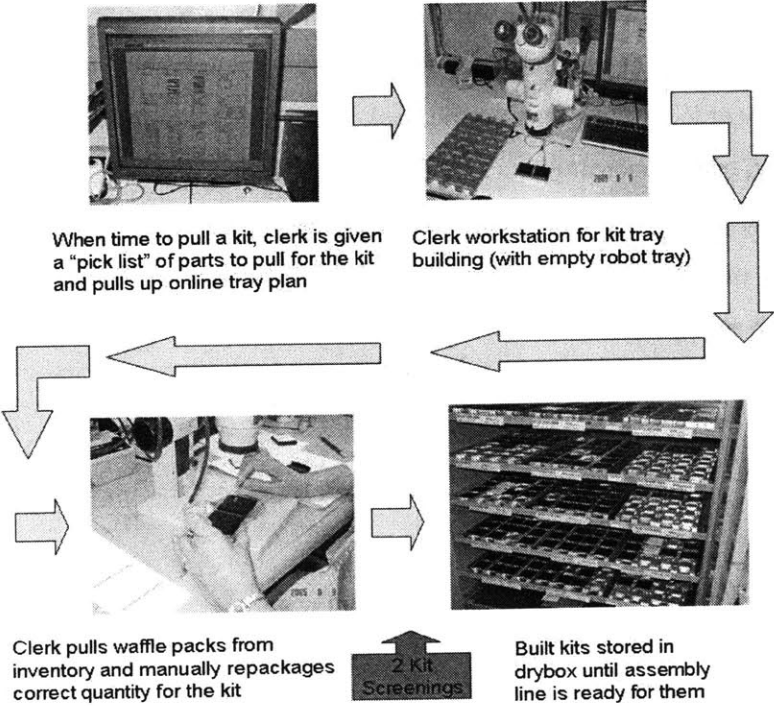 When time to pull a kit, clerk is given
a “pick list” of parts to pull for the kit
and pulls up online tray plan
Clerk workstation for kit tray
building (with empty robot tray)
Clerk pulls waffle packs from
inventory and manually repackages
correct quantity for the kit
2 Kit
Screenings
Built kits stored in
drybox until assembly
line is ready for them